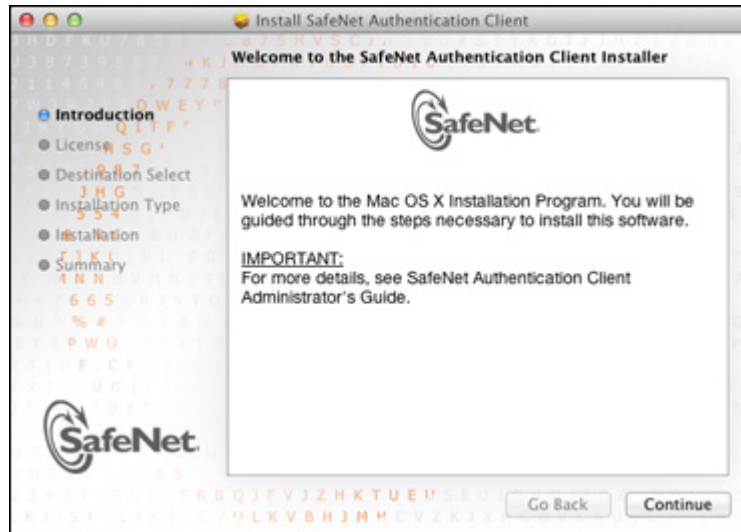 Install SafeNet Authentication Client
Welcome to the SafeNet Authentication Client Installer
Introduction
License
Destination Select
Installation Type
Installation
Summary
SafeNet.
SafeNet.
Welcome to the Mac OS X Installation Program. You will be
guided through the steps necessary to install this software.
IMPORTANT:
For more details, see SafeNet Authentication Client
Administrator's Guide.
Go Back
Continue